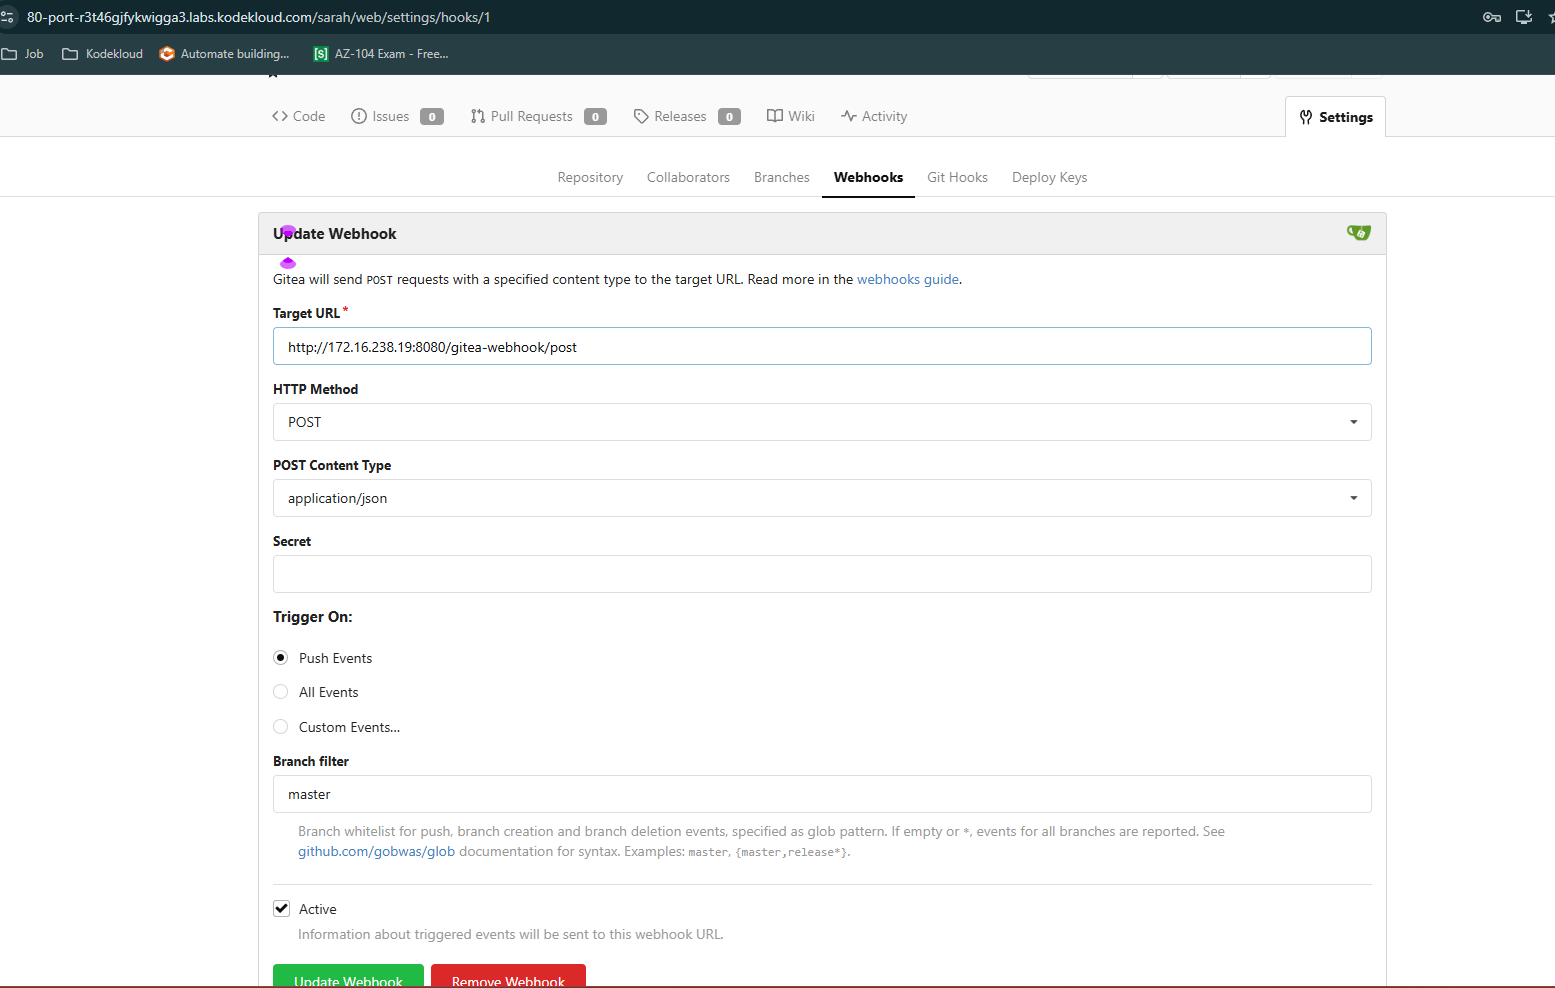 80-port-r3t46gjfykwigga3.labs.kodekloud.com/sarah/web/settings/hooks/1
Job Kodekloud Automate building... [s] AZ-104 Exam - Free...
Code Issues 0 Pull Requests 0 Releases 0 Wiki Activity Settings
Repository Collaborators Branches Webhooks Git Hooks Deploy Keys
Update Webhook
Gitea will send POST requests with a specified content type to the target URL. Read more in the webhooks guide.
Target URL*
http://172.16.238.19:8080/gitea-webhook/post
HTTP Method
POST
POST Content Type
application/json
Secret
Trigger On:
Push Events
All Events
Custom Events...
Branch filter
master
Branch whitelist for push, branch creation and branch deletion events, specified as glob pattern. If empty or *, events for all branches are reported. See
github.com/gobwas/glob documentation for syntax. Examples: master, {master,release*}.
Active
Information about triggered events will be sent to this webhook URL.
Update Webhook Remove Webhook